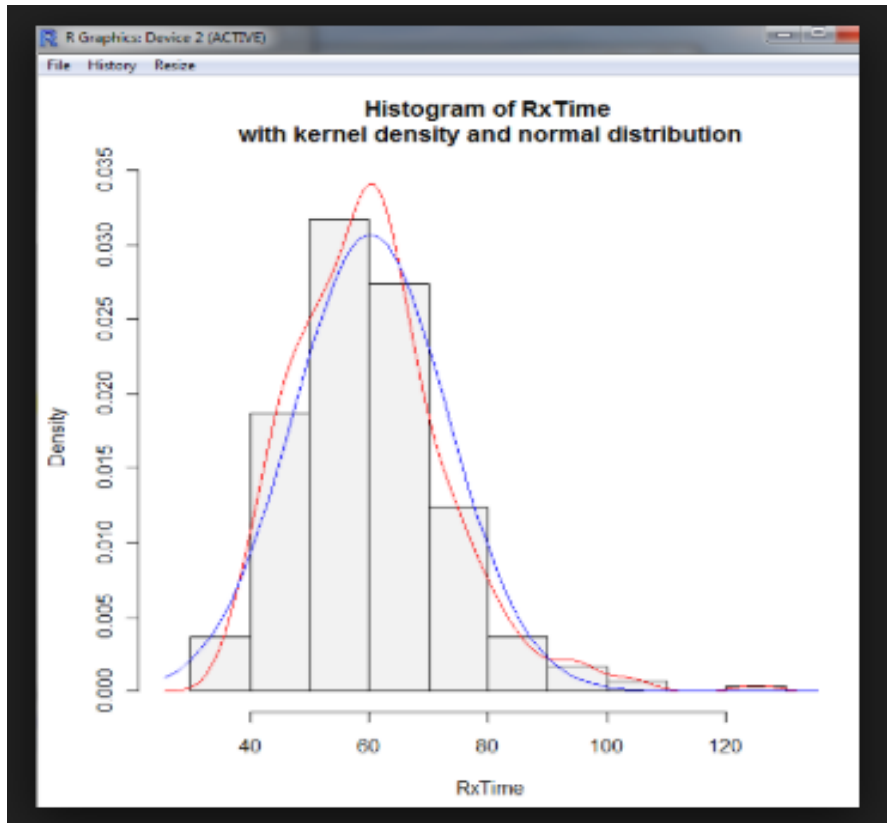 R Graphics: Device 2 (ACTIVE)
File History Resize
Histogram of RxTime
with kernel density and normal distribution
0.035
0.030
0.025
0.020
0.015
0.010
0.005
0.000
Density
40 60 80 100 120
RxTime